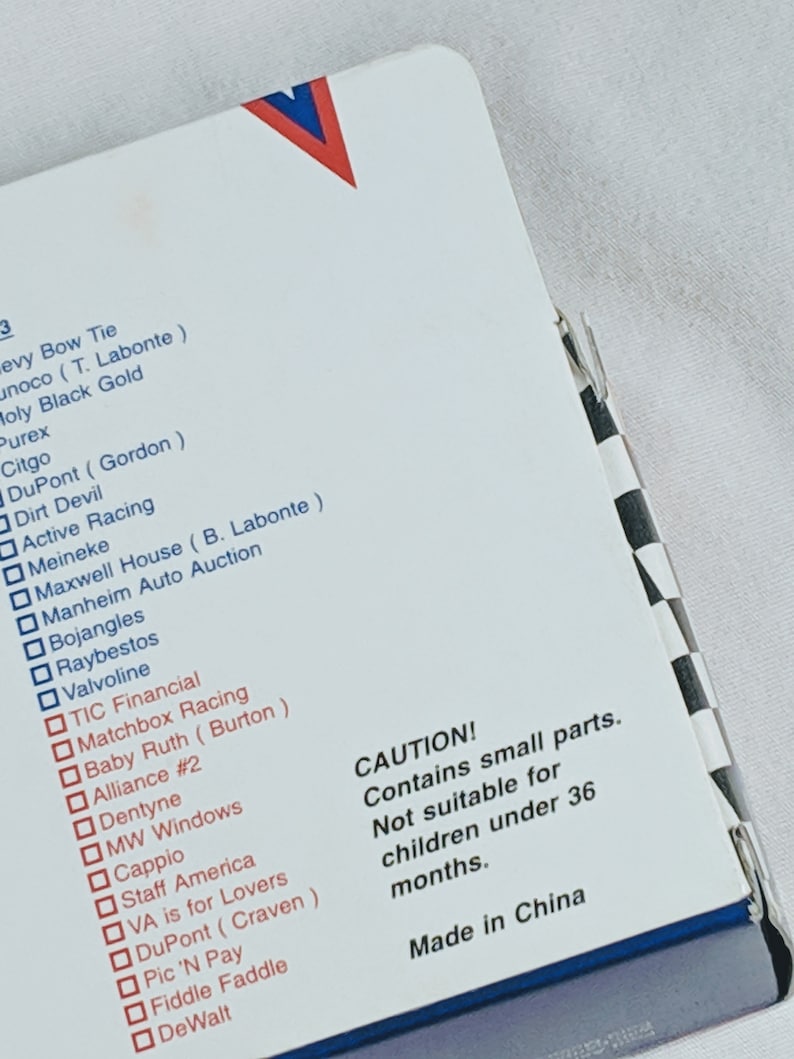 3
evy Bow Tie
unoco ( T. Labonte )
Holy Black Gold
Purex
Citgo
DuPont ( Gordon )
Dirt Devil
Active Racing
Meineke
Maxwell House ( B. Labonte )
Manheim Auto Auction
Bojangles
Raybestos
Valvoline
TIC Financial
Matchbox Racing
Baby Ruth ( Burton )
Alliance #2
Dentyne
MW Windows
Cappio
Staff America
VA is for Lovers
DuPont ( Craven )
Pic 'N Pay
Fiddle Faddle
DeWalt
CAUTION!
Contains small parts.
Not suitable for
children under 36
months.
Made in China